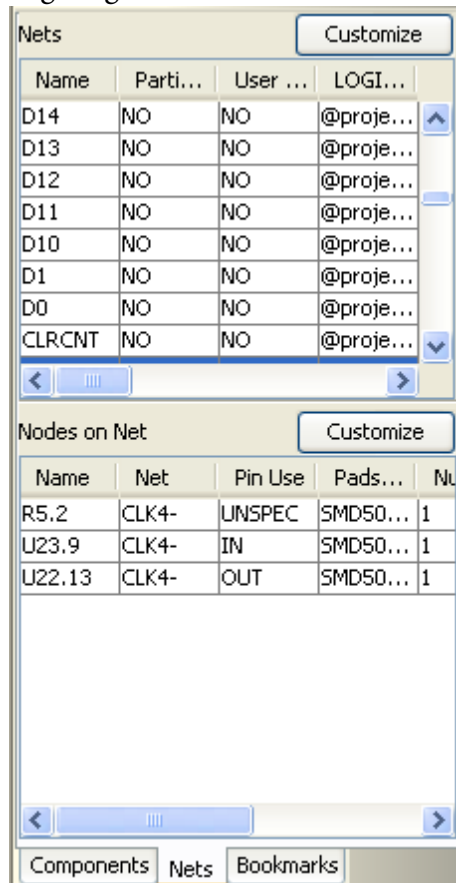 Nets Customize
Name Parti... User ... LOGI...
D14 NO NO @proje...
D13 NO NO @proje...
D12 NO NO @proje...
D11 NO NO @proje...
D10 NO NO @proje...
D1 NO NO @proje...
D0 NO NO @proje...
CLRCNT NO NO @proje...
Nodes on Net Customize
Name Net Pin Use Pads... Nu
R5.2 CLK4- UNSPEC SMD50... 1
U23.9 CLK4- IN SMD50... 1
U22.13 CLK4- OUT SMD50... 1
Components Nets Bookmarks